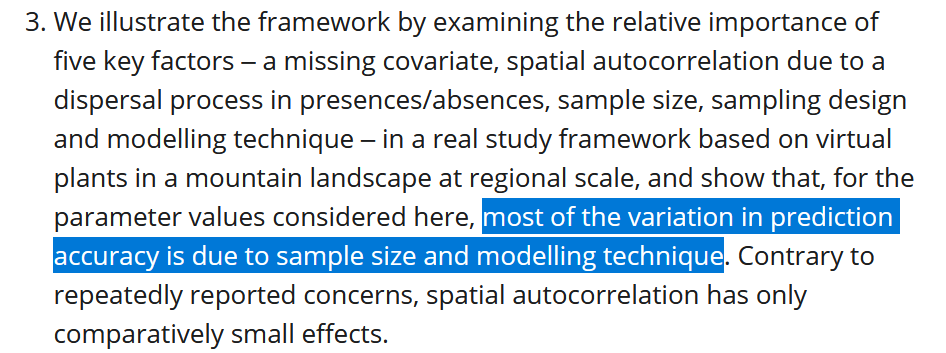 3. We illustrate the framework by examining the relative importance of
five key factors – a missing covariate, spatial autocorrelation due to a
dispersal process in presences/absences, sample size, sampling design
and modelling technique – in a real study framework based on virtual
plants in a mountain landscape at regional scale, and show that, for the
parameter values considered here, most of the variation in prediction
accuracy is due to sample size and modelling technique. Contrary to
repeatedly reported concerns, spatial autocorrelation has only
comparatively small effects.